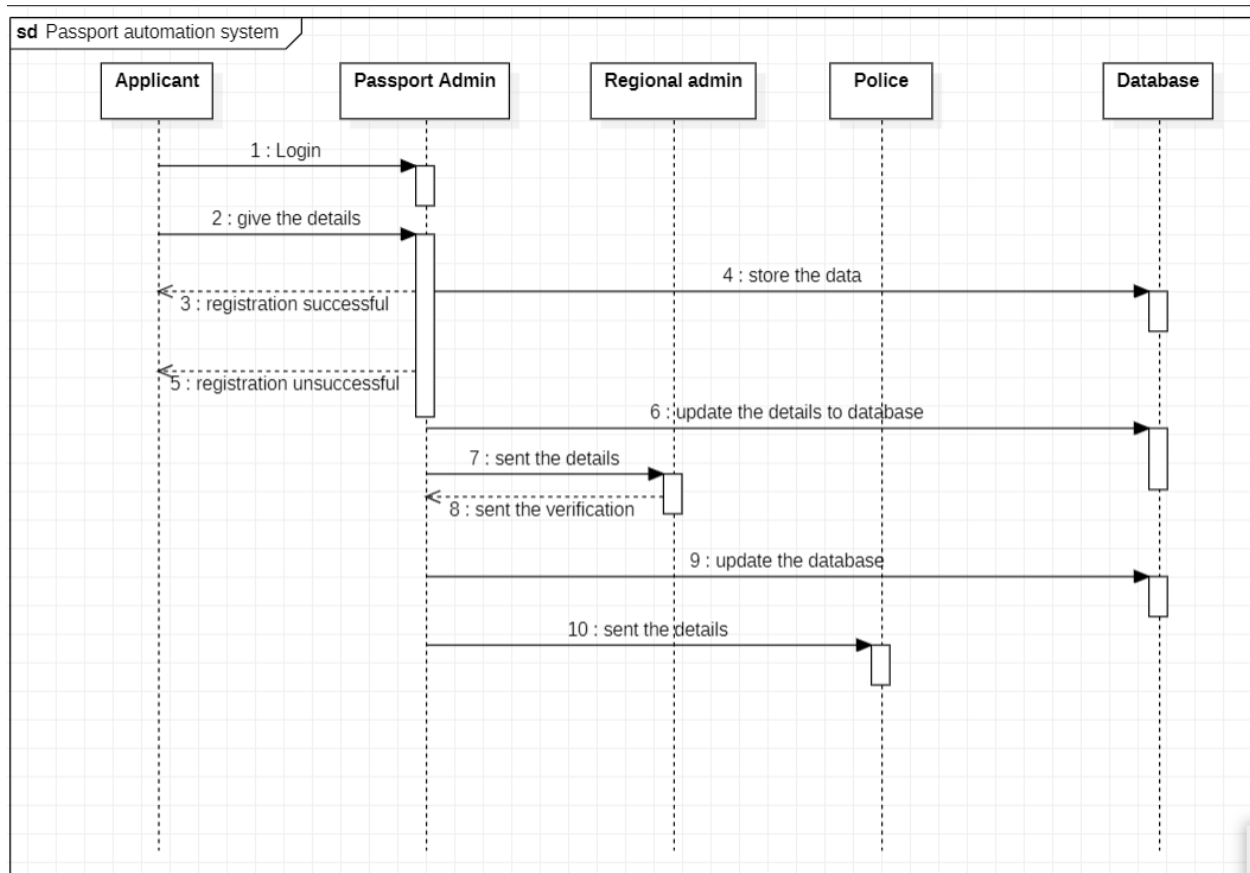 sd Passport automation system
Applicant
Passport Admin
Regional admin
Police
Database
1 : Login
2 : give the details
4 : store the data
3 : registration successful
5 : registration unsuccessful
6 : update the details to database
7 : sent the details
8 : sent the verification
9 : update the database
10 : sent the details